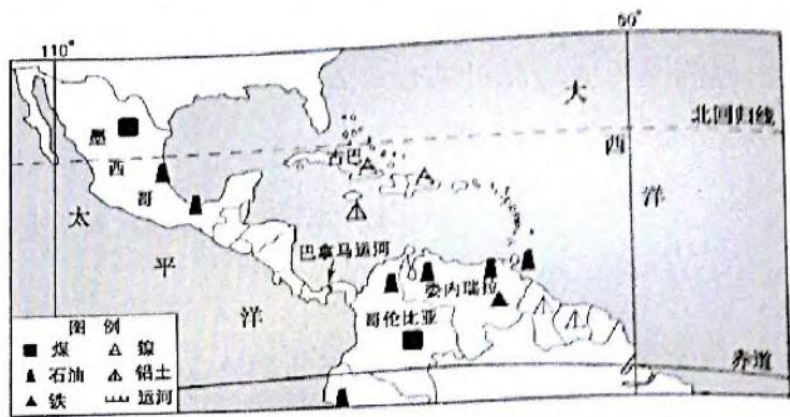 110°
60°
大
西
洋
北回归线
墨
西
哥
古巴
太
平
洋
巴拿马运河
委内瑞拉
哥伦比亚
赤道
图 例
煤
镍
石油
铝土
铁
运河